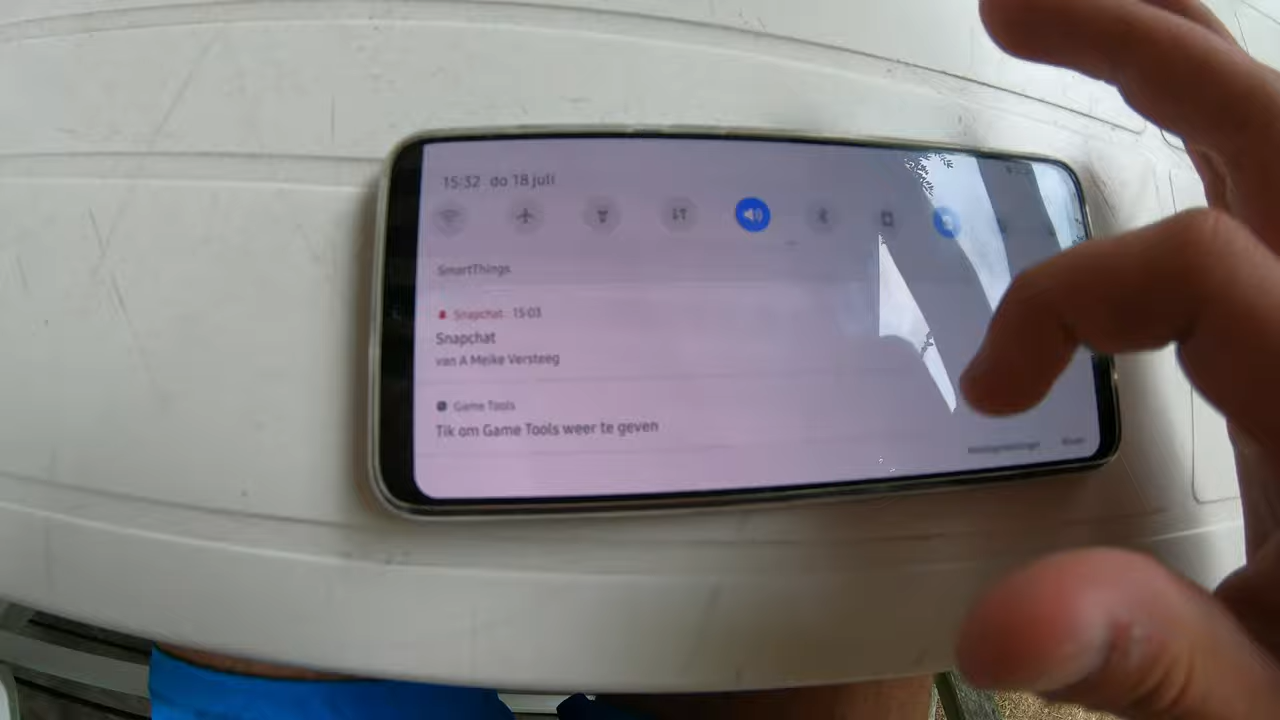 15:32 do 18 juli
SmartThings
Snapchat 15:03
Snapchat
van A Meike Versteeg
Game Tools
Tik om Game Tools weer te geven